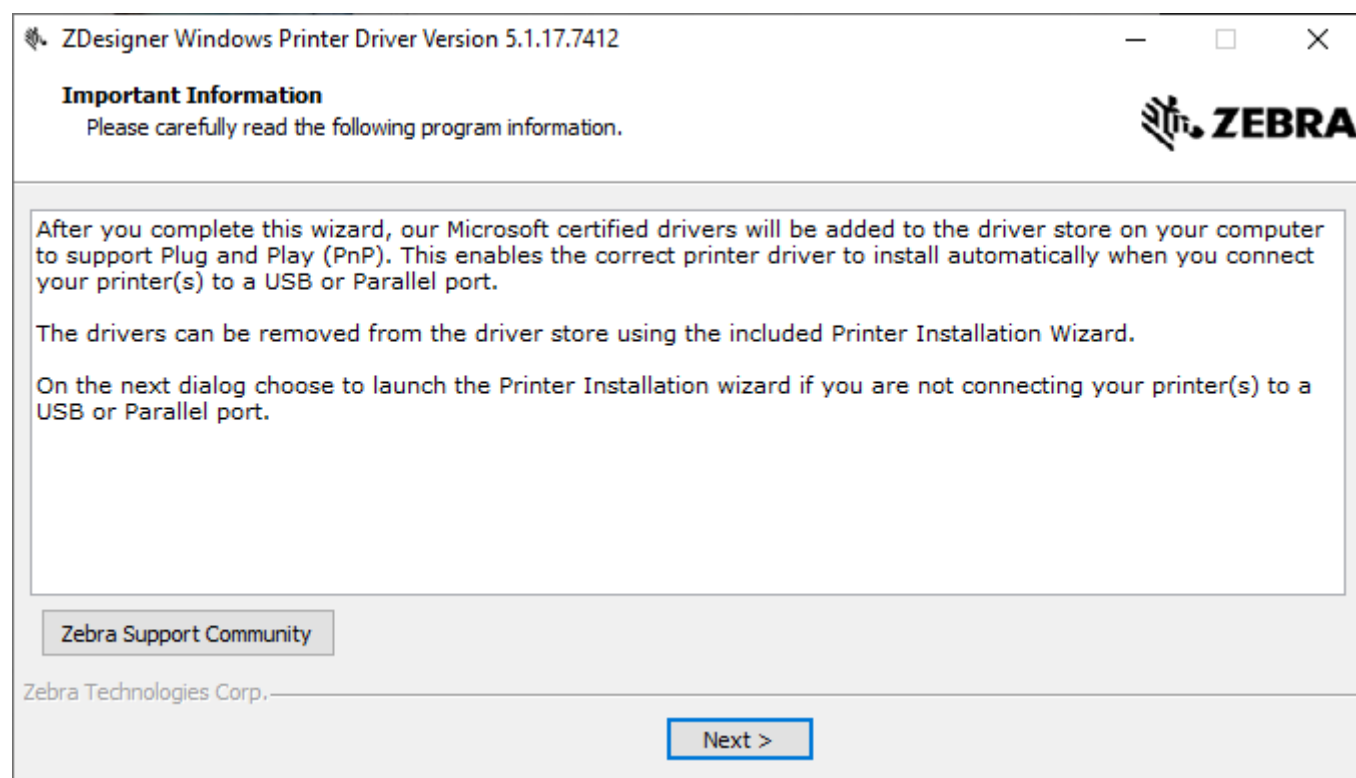 ZDesigner Windows Printer Driver Version 5.1.17.7412
Important Information
Please carefully read the following program information.
ZEBRA
After you complete this wizard, our Microsoft certified drivers will be added to the driver store on your computer
to support Plug and Play (PnP). This enables the correct printer driver to install automatically when you connect
your printer(s) to a USB or Parallel port.
The drivers can be removed from the driver store using the included Printer Installation Wizard.
On the next dialog choose to launch the Printer Installation wizard if you are not connecting your printer(s) to a
USB or Parallel port.
Zebra Support Community
Zebra Technologies Corp.
Next >